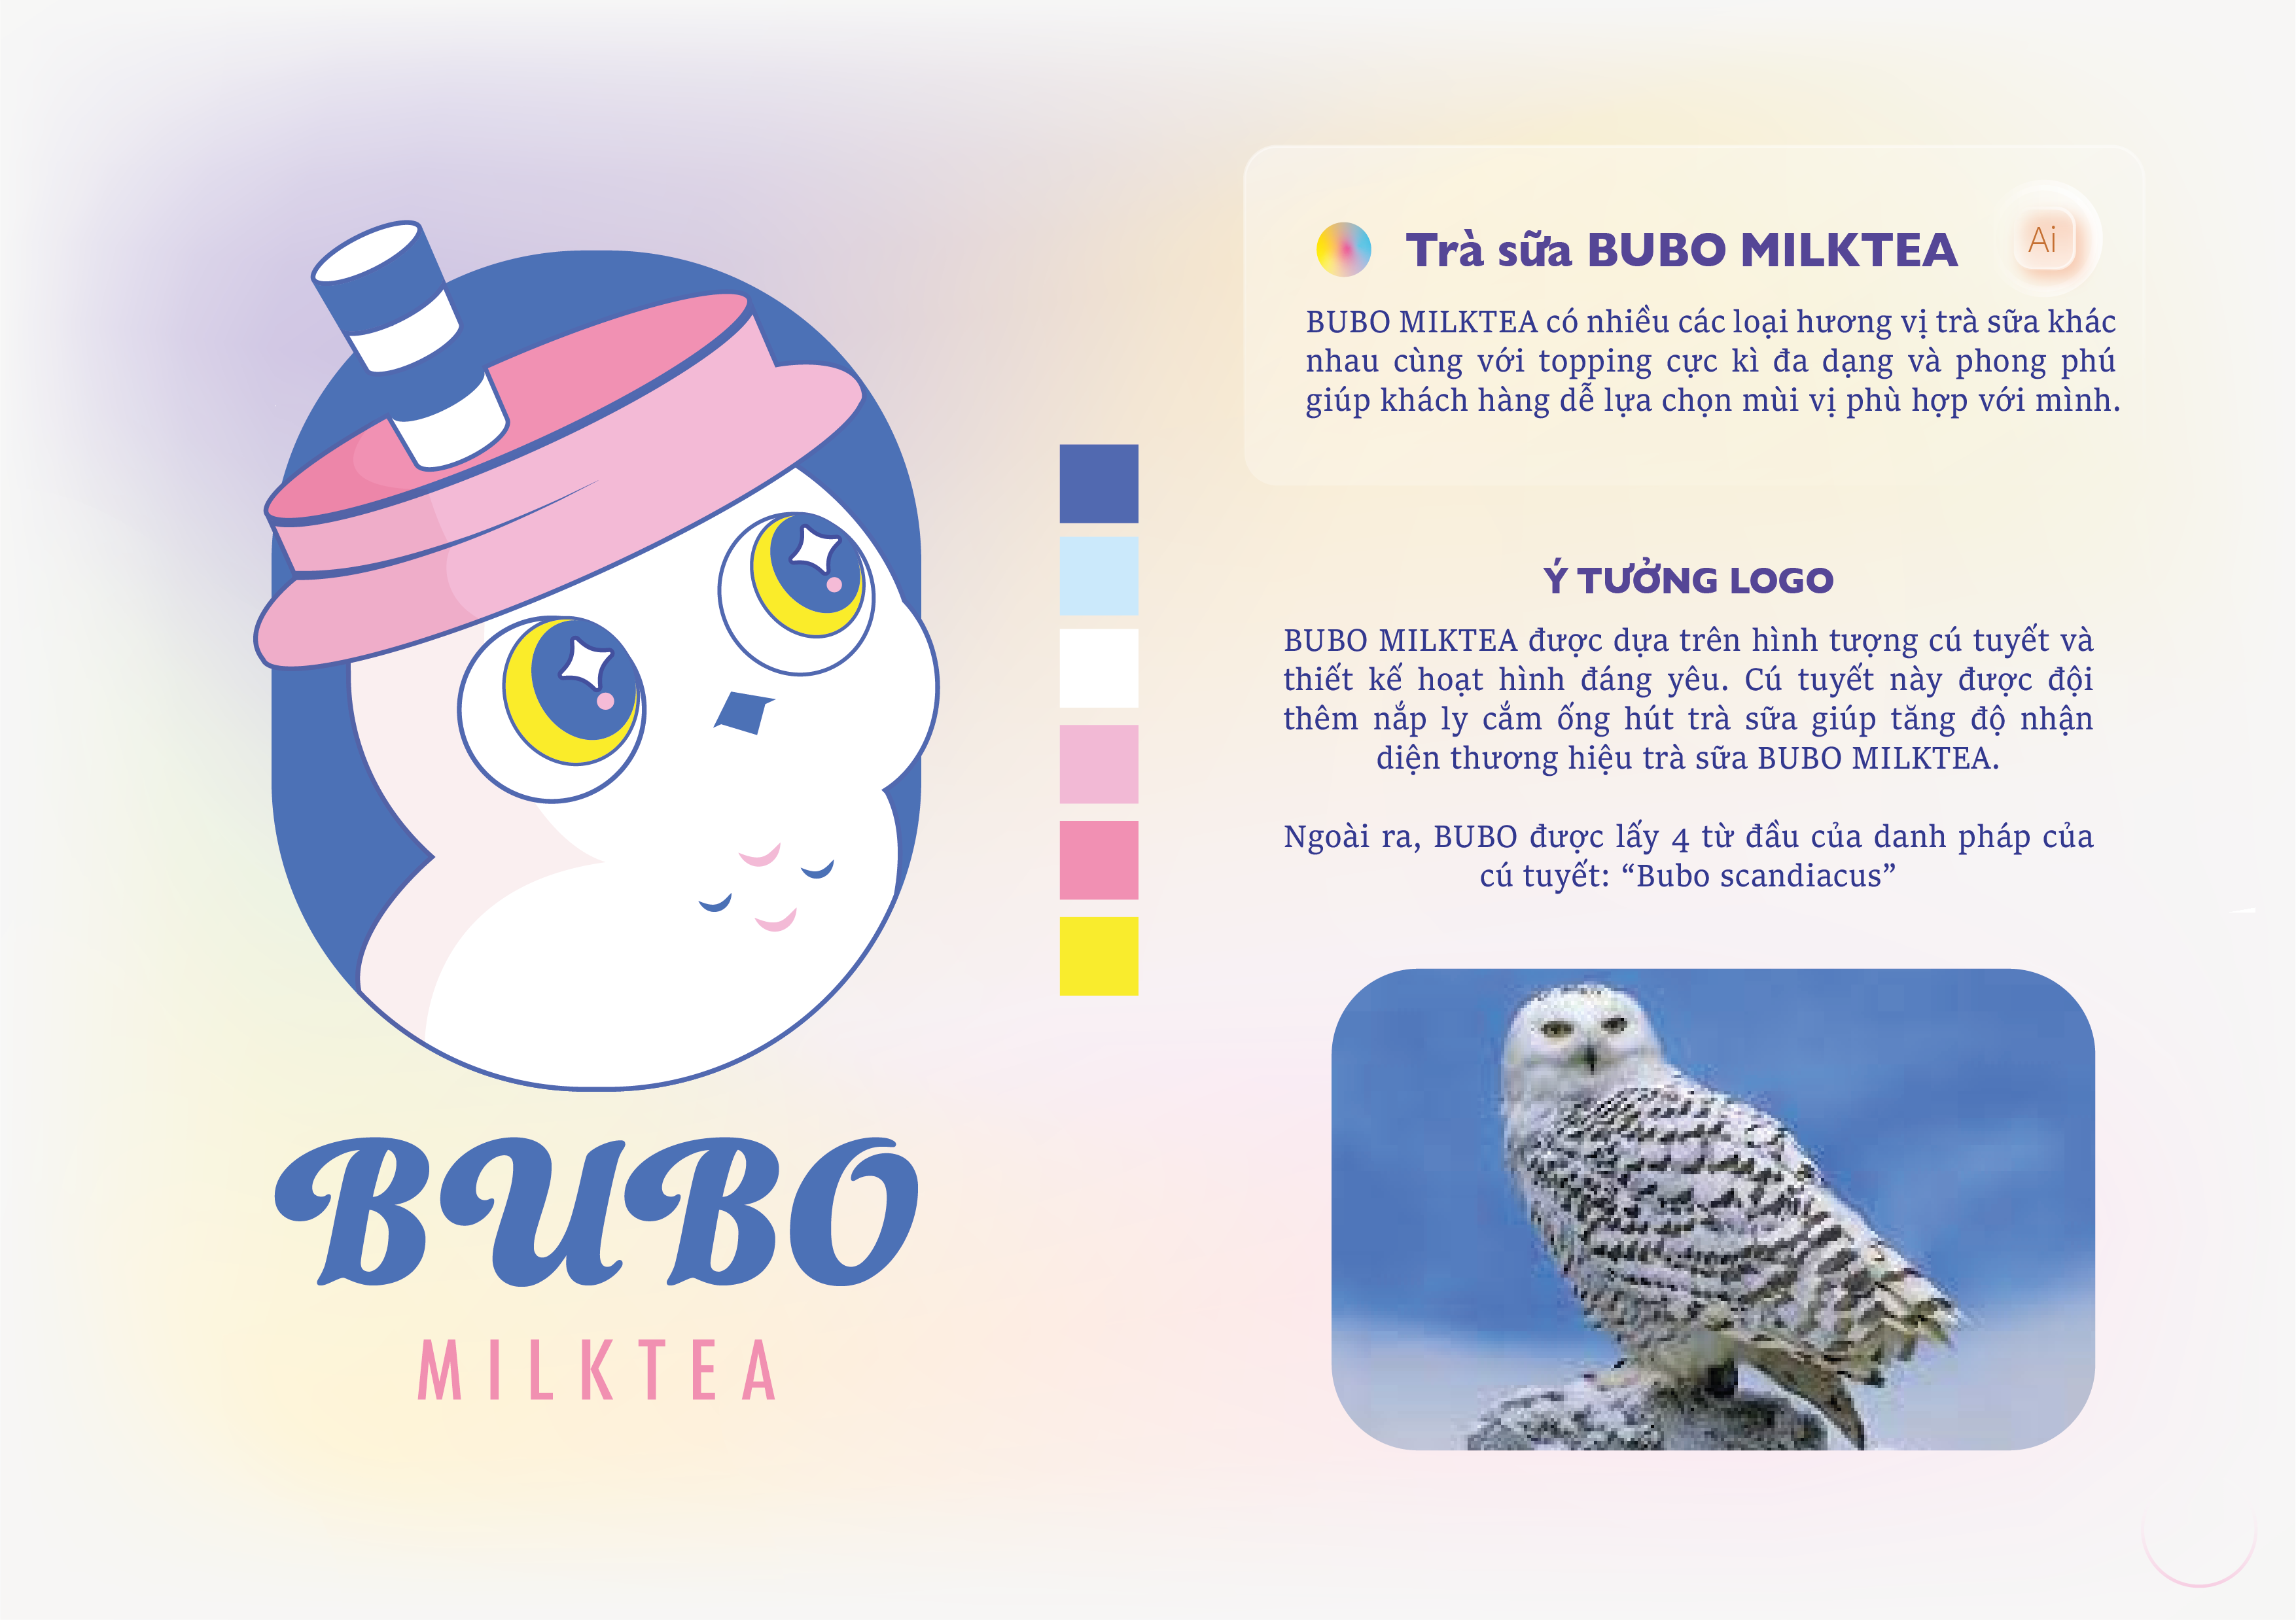 BUBO
MILKTEA
Trà sữa BUBO MILKTEA
Ai
BUBO MILKTEA có nhiều các loại hương vị trà sữa khác
nhau cùng với topping cực kì đa dạng và phong phú
giúp khách hàng dễ lựa chọn mùi vị phù hợp với mình.
Ý TƯỞNG LOGO
BUBO MILKTEA được dựa trên hình tượng cú tuyết và
thiết kế hoạt hình đáng yêu. Cú tuyết này được đội
thêm nắp ly cắm ống hút trà sữa giúp tăng độ nhận
diện thương hiệu trà sữa BUBO MILKTEA.
Ngoài ra, BUBO được lấy 4 từ đầu của danh pháp của
cú tuyết: “Bubo scandiacus”